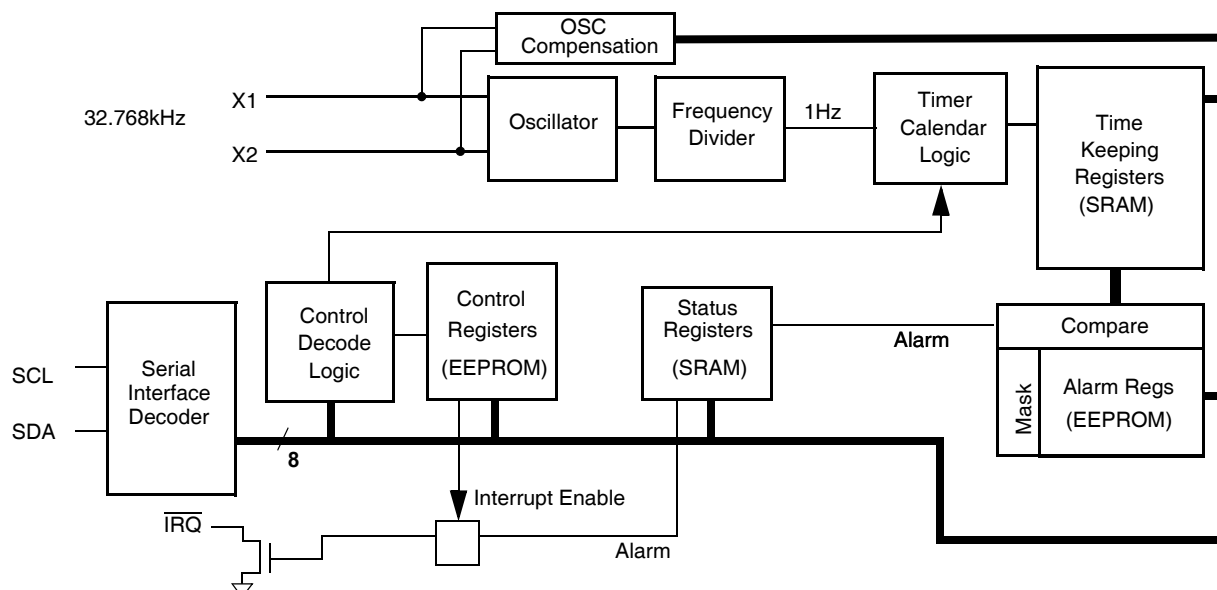 OSC
Compensation
32.768kHz
X1
X2
Oscillator
Frequency
Divider
1Hz
Timer
Calendar
Logic
Time
Keeping
Registers
(SRAM)
Control
Decode
Logic
Control
Registers
(EEPROM)
Status
Registers
(SRAM)
Alarm
Compare
Mask
Alarm Regs
(EEPROM)
SCL
SDA
Serial
Interface
Decoder
8
Interrupt Enable
IRQ
Alarm